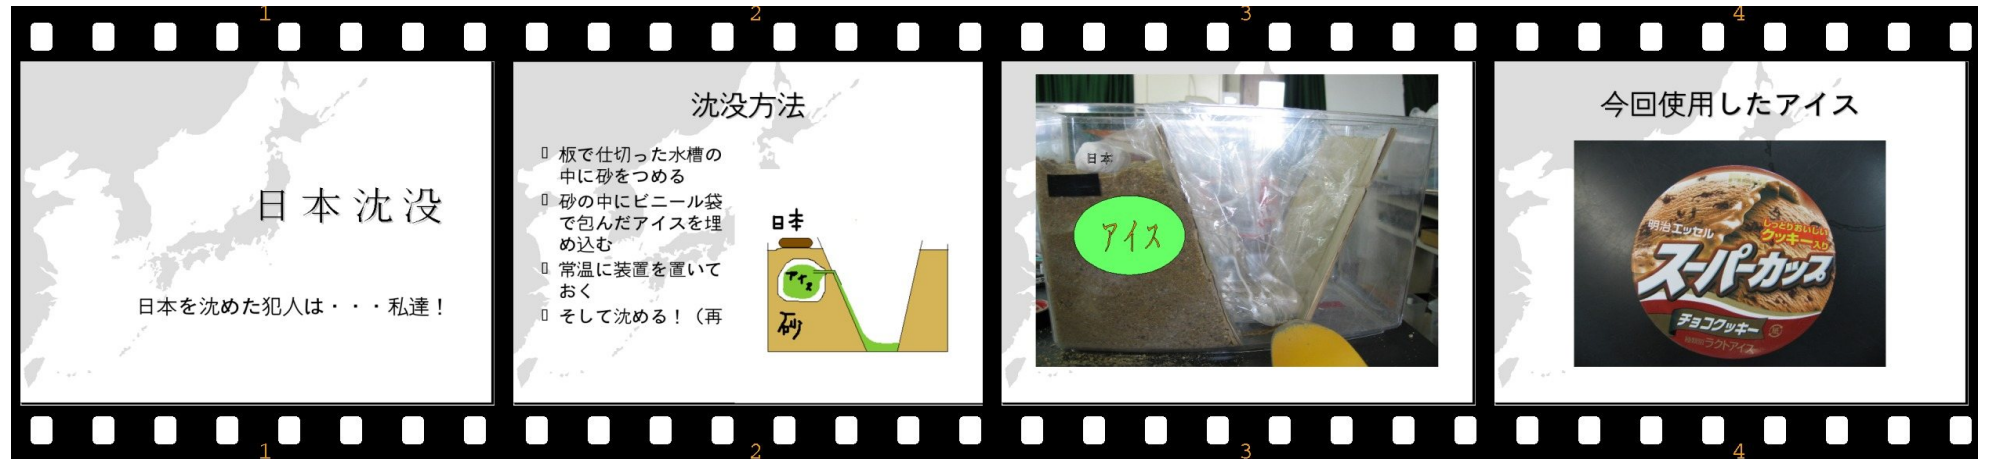 1
2
3
4
日本沈没
日本を沈めた犯人は・・・私達！
沈没方法
板で仕切った水槽の
中に砂をつめる
砂の中にビニール袋
で包んだアイスを埋
め込む
常温に装置を置いて
おく
そして沈める！（再
日本
アイス
砂
日本
アイス
今回使用したアイス
明治エッセル
しっとりおいしい
クッキー入り
スーパーカップ
チョコクッキー
種類別ラクトアイス
1
2
3
4